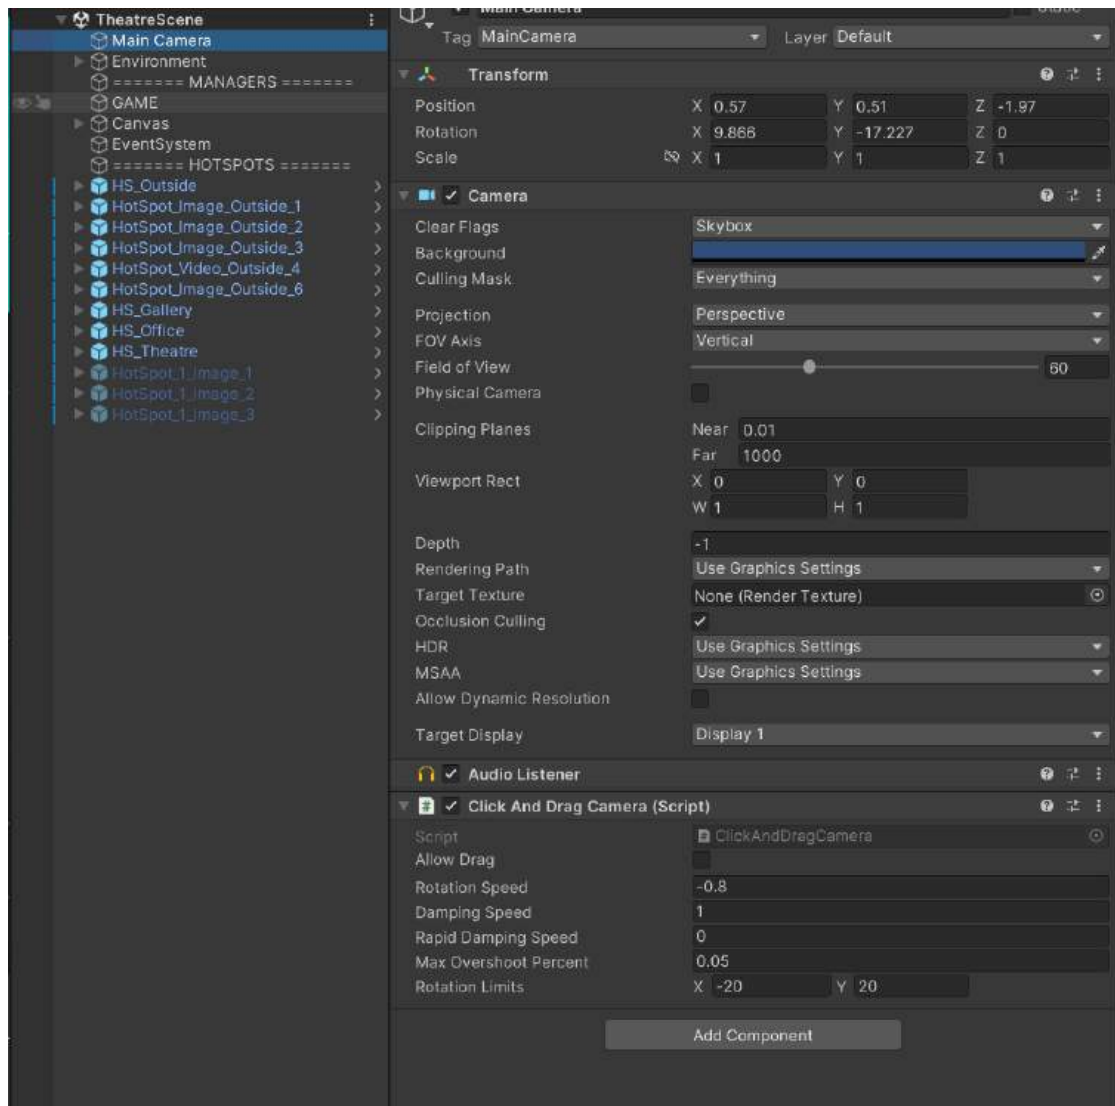 TheatreScene
Main Camera
Environment
======= MANAGERS =======
GAME
Canvas
EventSystem
======= HOTSPOTS =======
HS_Outside
HotSpot_Image_Outside_1
HotSpot_Image_Outside_2
HotSpot_Image_Outside_3
HotSpot_Video_Outside_4
HotSpot_Image_Outside_6
HS_Gallery
HS_Office
HS_Theatre
HotSpot_1_Image_1
HotSpot_1_Image_2
HotSpot_1_Image_3
Main Camera
Static
Tag MainCamera Layer Default
Transform
Position X 0.57 Y 0.51 Z -1.97
Rotation X 9.866 Y -17.227 Z 0
Scale X 1 Y 1 Z 1
Camera
Clear Flags Skybox
Background
Culling Mask Everything
Projection Perspective
FOV Axis Vertical
Field of View 60
Physical Camera
Clipping Planes Near 0.01
Far 1000
Viewport Rect X 0 Y 0
W 1 H 1
Depth -1
Rendering Path Use Graphics Settings
Target Texture None (Render Texture)
Occlusion Culling
HDR Use Graphics Settings
MSAA Use Graphics Settings
Allow Dynamic Resolution
Target Display Display 1
Audio Listener
# Click And Drag Camera (Script)
Script ClickAndDragCamera
Allow Drag
Rotation Speed -0.8
Damping Speed 1
Rapid Damping Speed 0
Max Overshoot Percent 0.05
Rotation Limits X -20 Y 20
Add Component